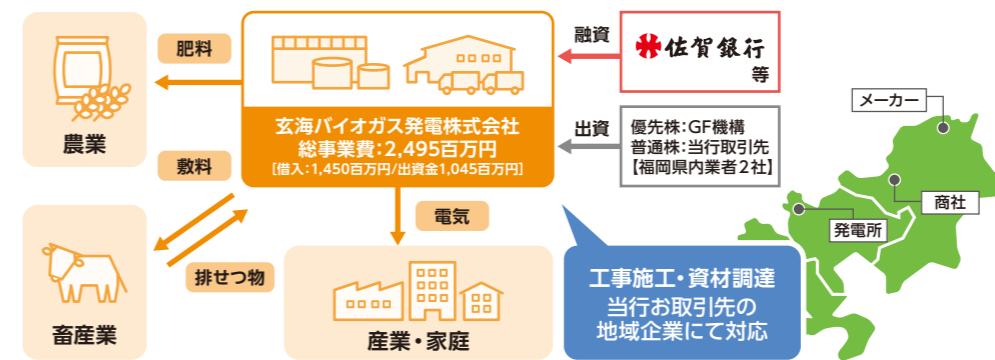 肥料
農業
敷料
排せつ物
畜産業
玄海バイオガス発電株式会社
総事業費:2,495百万円
[借入:1,450百万円/出資金1,045百万円]
電気
産業・家庭
融資
佐賀銀行
等
出資
優先株:GF機構
普通株:当行取引先
【福岡県内業者2社】
工事施工・資材調達
当行お取引先の
地域企業にて対応
メーカー
商社
発電所